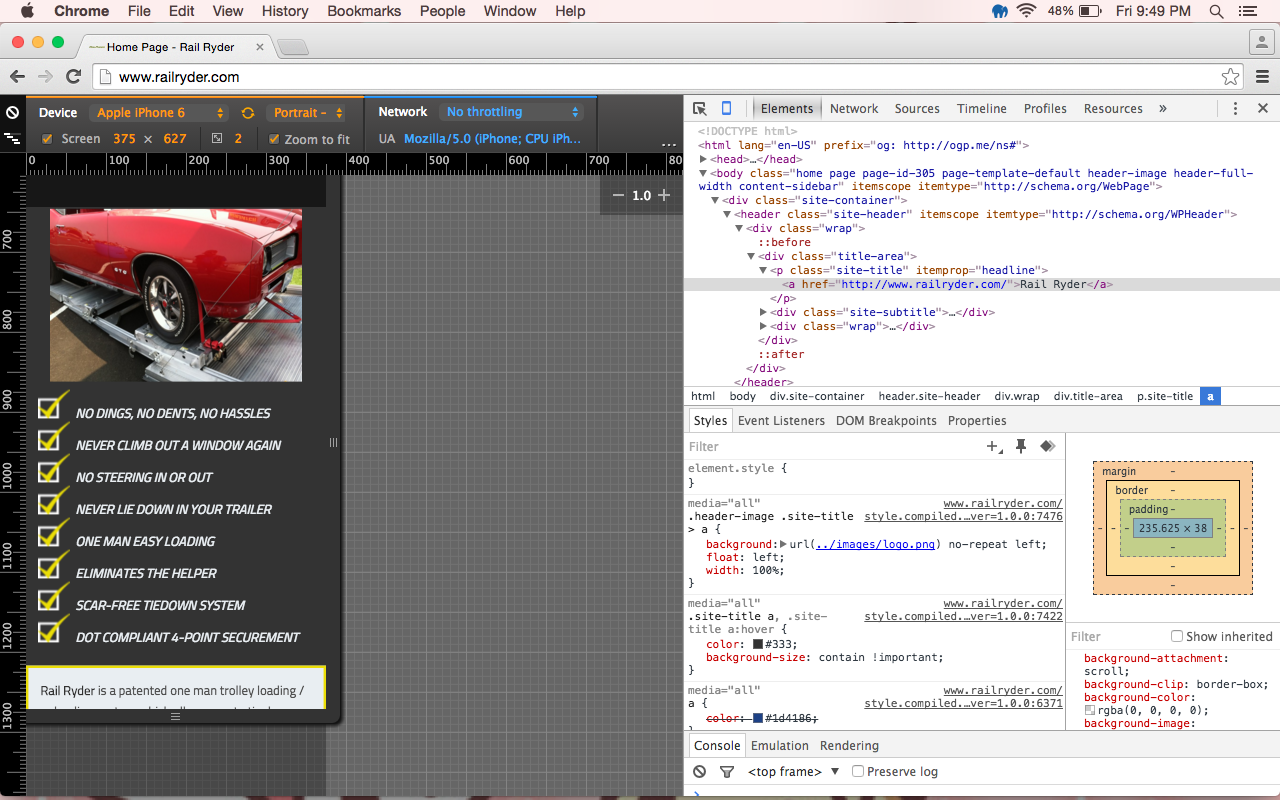 Chrome File Edit View History Bookmarks People Window Help 48% Fri 9:49 PM
Home Page - Rail Ryder
www.railryder.com
Device Apple iPhone 6 Portrait - Network No throttling
Screen 375 × 627 2 Zoom to fit UA Mozilla/5.0 (iPhone; CPU iPh... ...
0 100 200 300 400 500 600 700 80
− 1.0 +
700
800
900
1000
1100
1200
1300
GTO
NO DINGS, NO DENTS, NO HASSLES
NEVER CLIMB OUT A WINDOW AGAIN
NO STEERING IN OR OUT
NEVER LIE DOWN IN YOUR TRAILER
ONE MAN EASY LOADING
ELIMINATES THE HELPER
SCAR-FREE TIEDOWN SYSTEM
DOT COMPLIANT 4-POINT SECUREMENT
Rail Ryder is a patented one man trolley loading /
Elements Network Sources Timeline Profiles Resources »
<!DOCTYPE html>
<html lang="en-US" prefix="og: http://ogp.me/ns#">
▶<head>…</head>
▼<body class="home page page-id-305 page-template-default header-image header-full-
width content-sidebar" itemscope itemtype="http://schema.org/WebPage">
▼<div class="site-container">
▼<header class="site-header" itemscope itemtype="http://schema.org/WPHeader">
▼<div class="wrap">
::before
▼<div class="title-area">
▼<p class="site-title" itemprop="headline">
<a href="http://www.railryder.com/">Rail Ryder</a>
</p>
▶<div class="site-subtitle">…</div>
▶<div class="wrap">…</div>
</div>
::after
</div>
</header>
html body div.site-container header.site-header div.wrap div.title-area p.site-title a
Styles Event Listeners DOM Breakpoints Properties
Filter
element.style {
}
media="all" www.railryder.com/
.header-image .site-title style.compiled.…ver=1.0.0:7476
> a {
background:▶url(../images/logo.png) no-repeat left;
float: left;
width: 100%;
}
media="all" www.railryder.com/
.site-title a, .site- style.compiled.…ver=1.0.0:7422
title a:hover {
color: #333;
background-size: contain !important;
}
media="all" www.railryder.com/
a { style.compiled.…ver=1.0.0:6371
color: #1d4186;
margin -
border -
padding -
- - - 235.625 × 38 - - -
-
-
-
Filter Show inherited
background-attachment:
scroll;
background-clip: border-box;
background-color:
rgba(0, 0, 0, 0);
background-image:
Console Emulation Rendering
<top frame> ▼ Preserve log
>